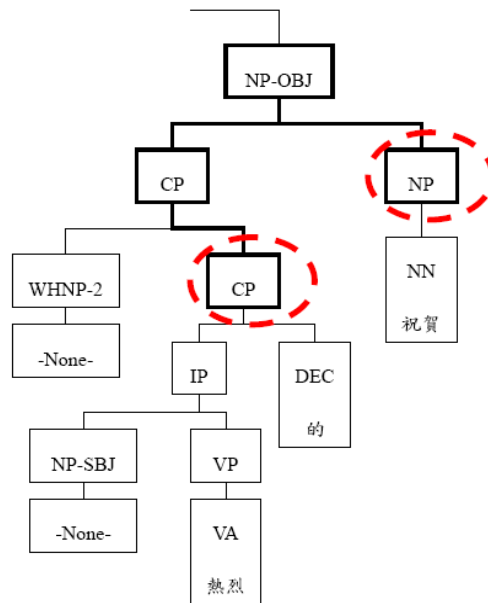 NP-OBJ
CP
NP
WHNP-2
CP
NN
祝賀
-None-
IP
DEC
的
NP-SBJ
VP
-None-
VA
熱烈